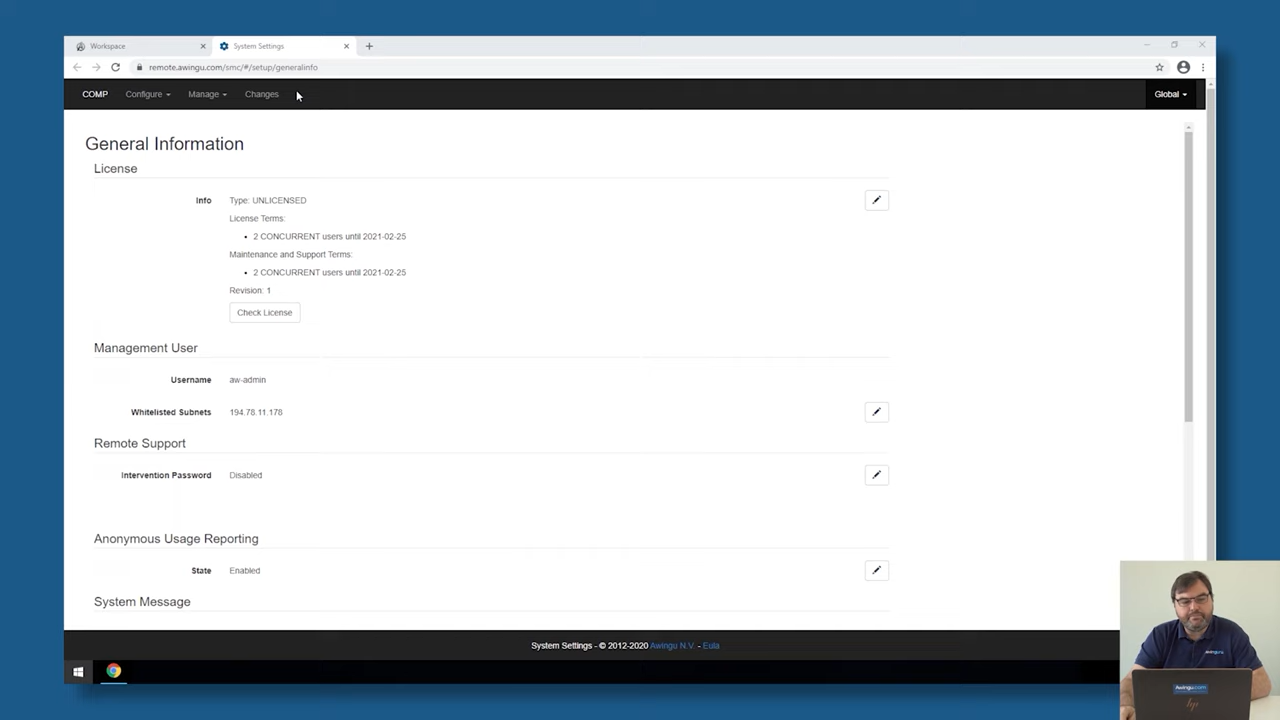 Workspace
System Settings
remote.awingu.com/smc/#/setup/generalinfo
COMP Configure Manage Changes Global
General Information
License
Info Type: UNLICENSED
License Terms:
• 2 CONCURRENT users until 2021-02-25
Maintenance and Support Terms:
• 2 CONCURRENT users until 2021-02-25
Revision: 1
Check License
Management User
Username aw-admin
Whitelisted Subnets 194.78.11.178
Remote Support
Intervention Password Disabled
Anonymous Usage Reporting
State Enabled
System Message
System Settings - © 2012-2020 Awingu N.V. - Eula
Awingu.com
hp